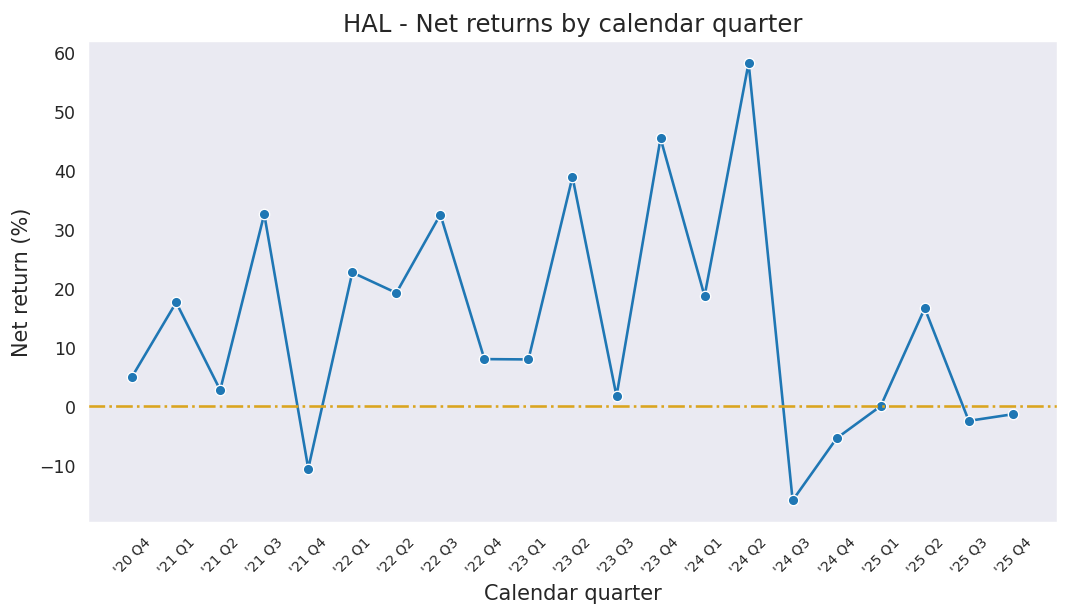 HAL - Net returns by calendar quarter
Net return (%)
60
50
40
30
20
10
0
−10
'20 Q4
'21 Q1
'21 Q2
'21 Q3
'21 Q4
'22 Q1
'22 Q2
'22 Q3
'22 Q4
'23 Q1
'23 Q2
'23 Q3
'23 Q4
'24 Q1
'24 Q2
'24 Q3
'24 Q4
'25 Q1
'25 Q2
'25 Q3
'25 Q4
Calendar quarter